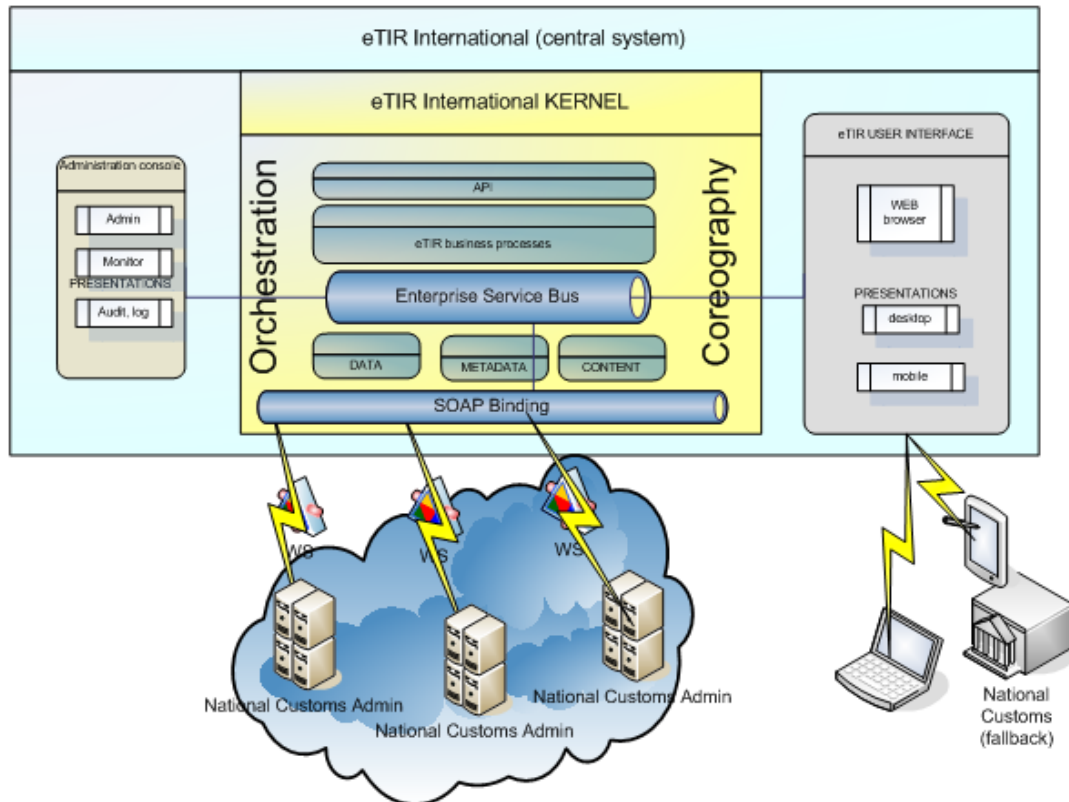 eTIR International (central system)
eTIR International KERNEL
eTIR USER INTERFACE
Administration console
Orchestration
Coreography
API
WEB
browser
Admin
eTIR business processes
Monitor
PRESENTATIONS
Enterprise Service Bus
PRESENTATIONS
Audit, log
desktop
DATA
METADATA
CONTENT
mobile
SOAP Binding
WS
WS
WS
National Customs Admin
National Customs Admin
National Customs Admin
National
Customs
(fallback)